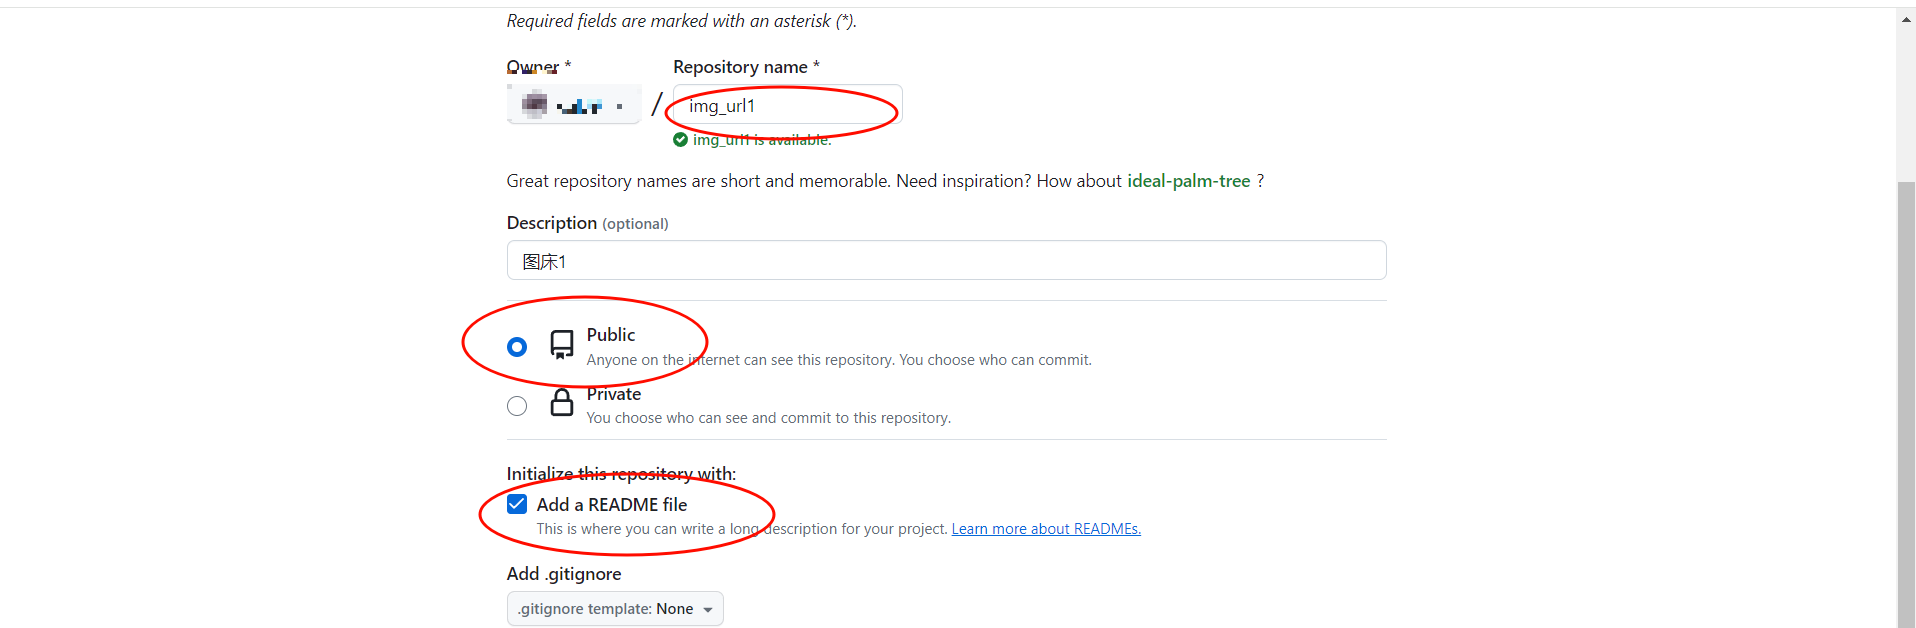 Required fields are marked with an asterisk (*).
Owner *
Repository name *
/
img_url1
img_url1 is available.
Great repository names are short and memorable. Need inspiration? How about ideal-palm-tree ?
Description (optional)
图床1
Public
Anyone on the internet can see this repository. You choose who can commit.
Private
You choose who can see and commit to this repository.
Initialize this repository with:
Add a README file
This is where you can write a long description for your project. Learn more about READMEs.
Add .gitignore
.gitignore template: None